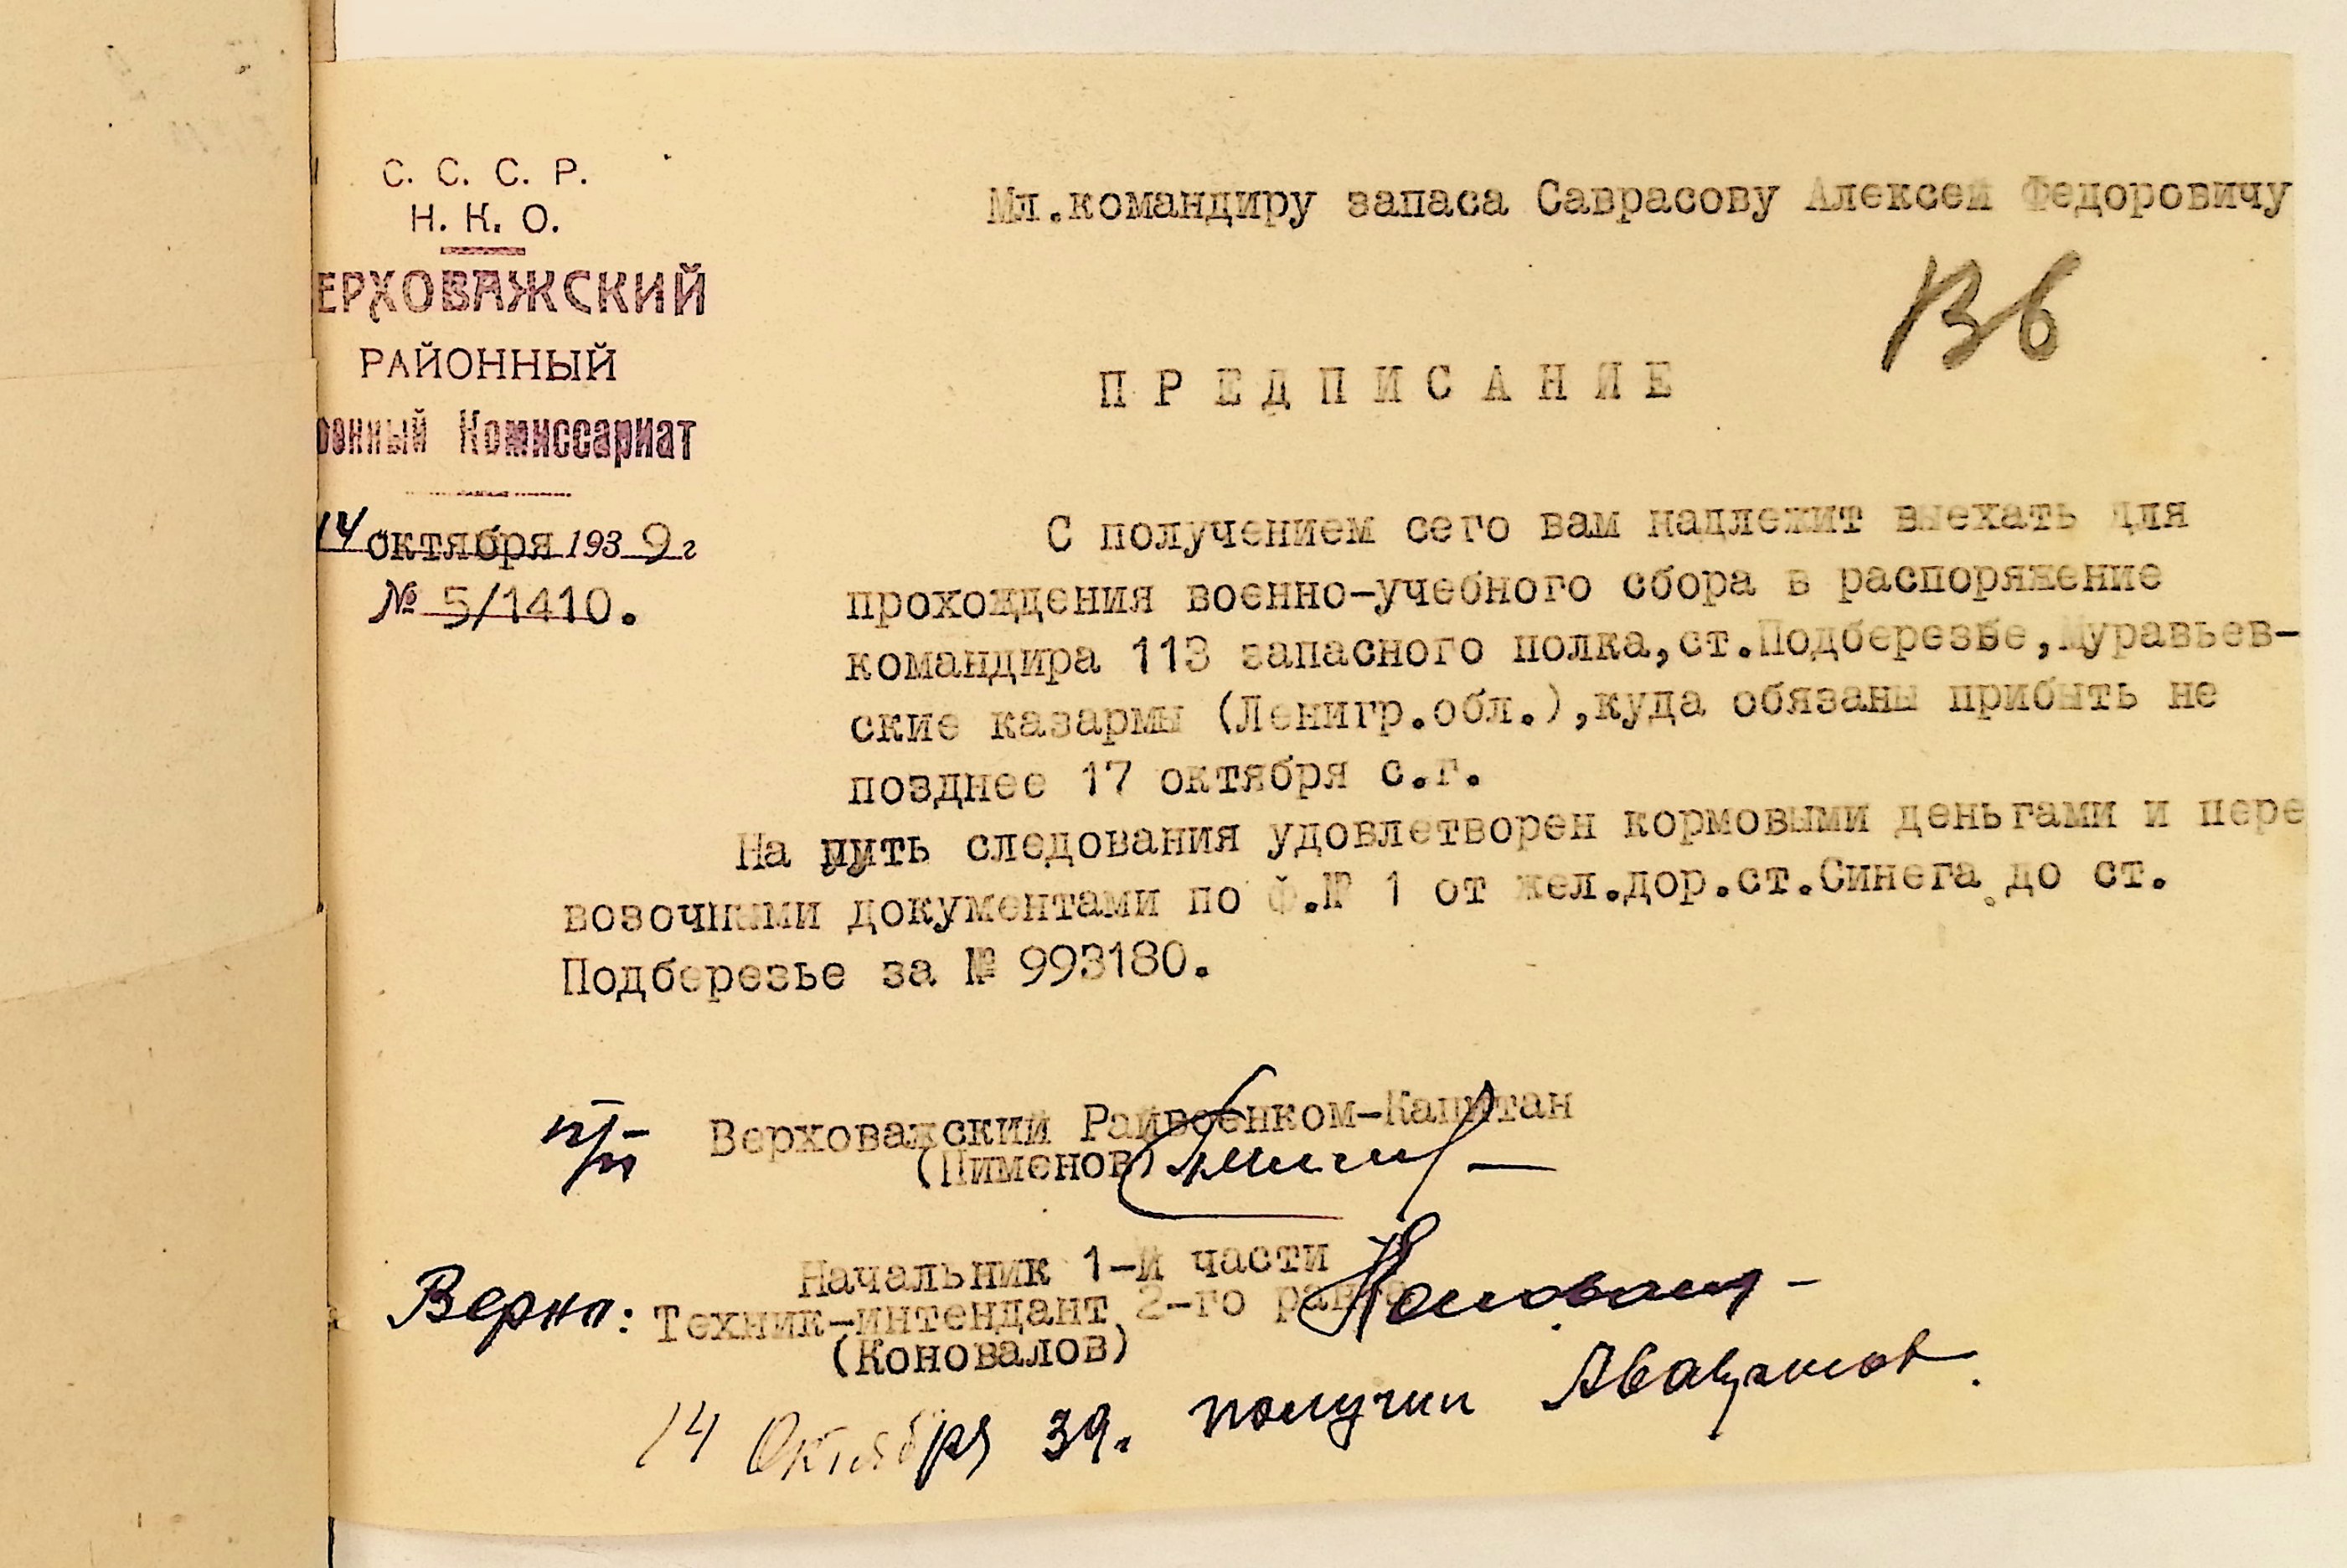 С. С. С. Р.
Н. К. О.
ЕРХОВАЖСКИЙ
РАЙОННЫЙ
оенный Комиссариат
14 октября 1939 г
№ 5/1410.
Мл.командиру запаса Саврасову Алексей Федоровичу
136
ПРЕДПИСАНИЕ
С получением сего вам надлежит выехать для
прохождения военно-учебного сбора в распоряжение
командира 113 запасного полка,ст.Подберезье,Муравьев-
ские казармы (Ленигр.обл.),куда обязаны прибыть не
позднее 17 октября с.г.
На путь следования удовлетворен кормовыми деньгами и пере
возочными документами по ф.№ 1 от жел.дор.ст.Синега до ст.
Подберезье за № 993180.
п/п Верховажский Райвоенком-Капитан
(Пименов)
Начальник 1-й части
Верно: Техник-интендант 2-го ранга
(Коновалов)
14 Октября 39. получил